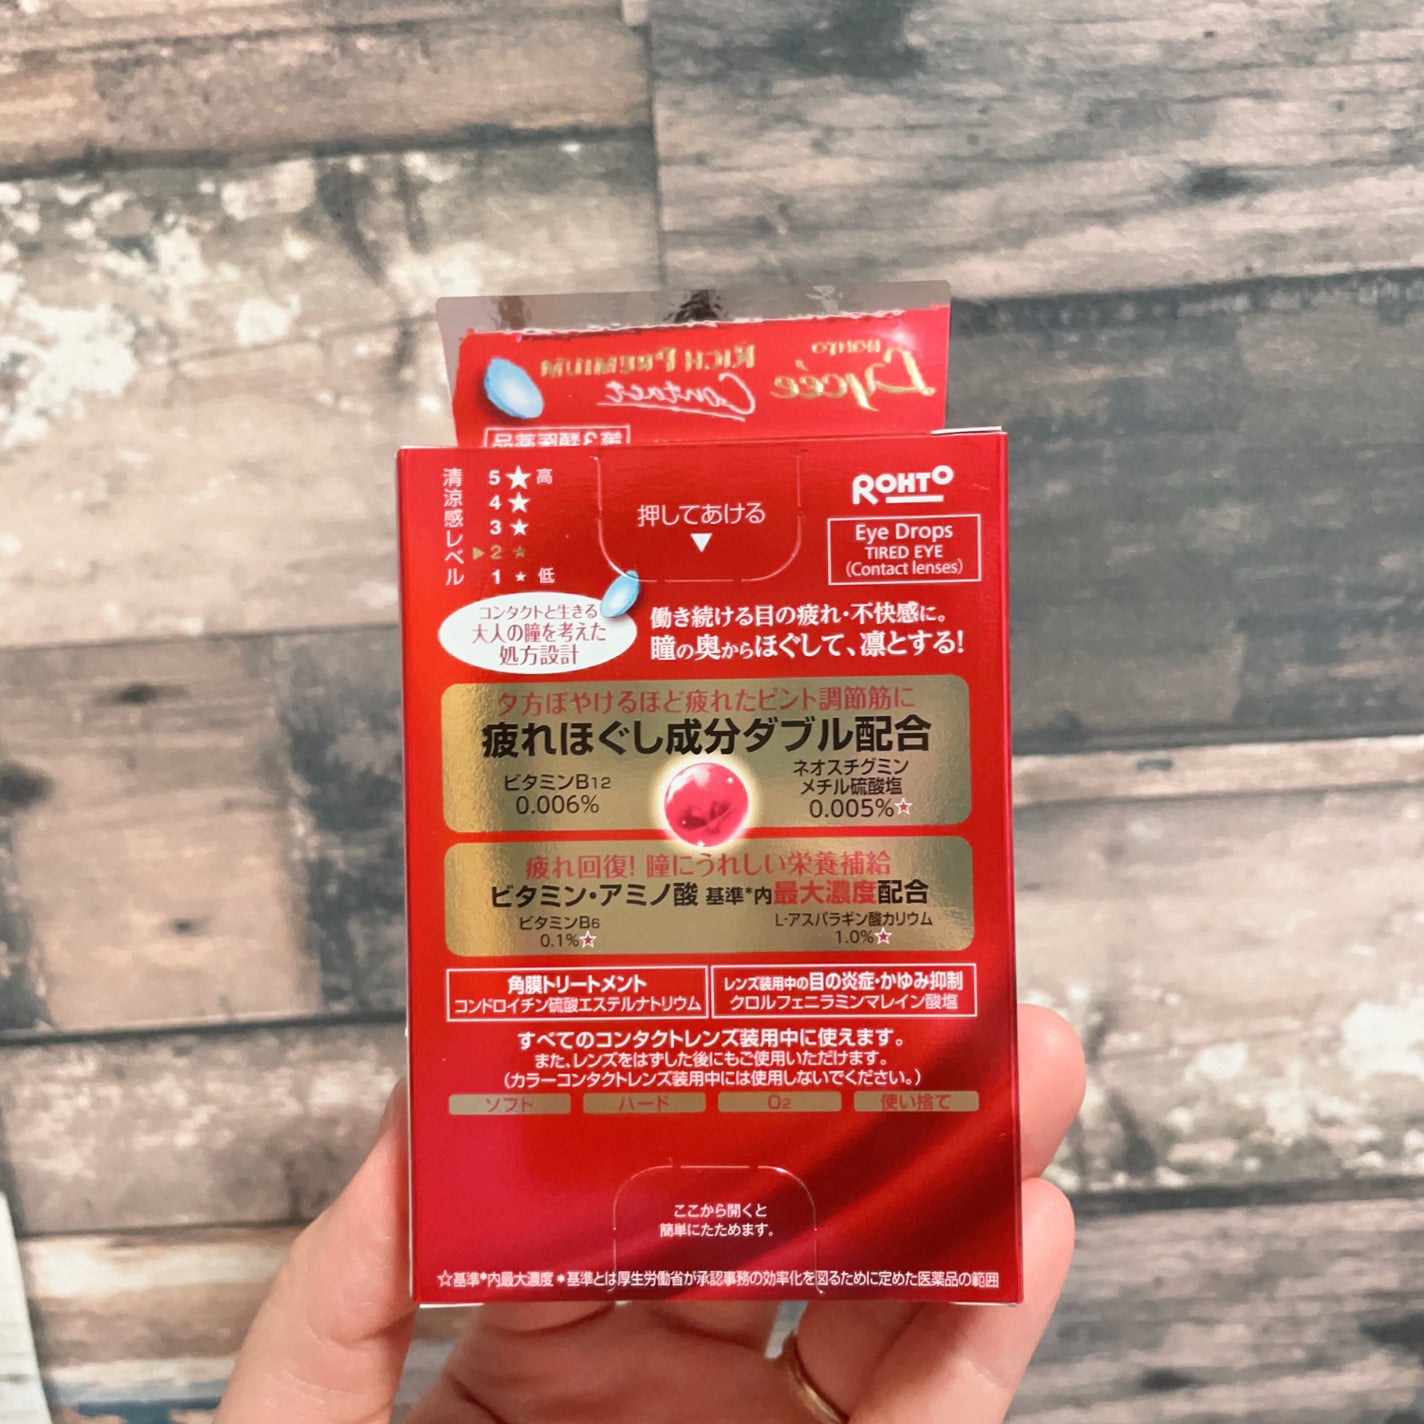 ROHTO
Lycée
RICH PREMIUM
Contact
第3類医薬品
清涼感レベル
5 ★ 高
4 ★
3 ★
▶2 ★
1 ★ 低
押してあける
▼
ROHTO
Eye Drops
TIRED EYE
(Contact lenses)
コンタクトと生きる
大人の瞳を考えた
処方設計
働き続ける目の疲れ・不快感に。
瞳の奥からほぐして、凛とする!
夕方ぼやけるほど疲れたピント調節筋に
疲れほぐし成分ダブル配合
ビタミンB12
0.006%
ネオスチグミン
メチル硫酸塩
0.005%☆
疲れ回復! 瞳にうれしい栄養補給
ビタミン・アミノ酸 基準*内最大濃度配合
ビタミンB6
0.1%☆
L-アスパラギン酸カリウム
1.0%☆
角膜トリートメント
コンドロイチン硫酸エステルナトリウム
レンズ装用中の目の炎症・かゆみ抑制
クロルフェニラミンマレイン酸塩
すべてのコンタクトレンズ装用中に使えます。
また、レンズをはずした後にもご使用いただけます。
(カラーコンタクトレンズ装用中には使用しないでください。)
ソフト ハード O2 使い捨て
ここから開くと
簡単にたためます。
☆基準*内最大濃度 *基準とは厚生労働省が承認事務の効率化を図るために定めた医薬品の範囲